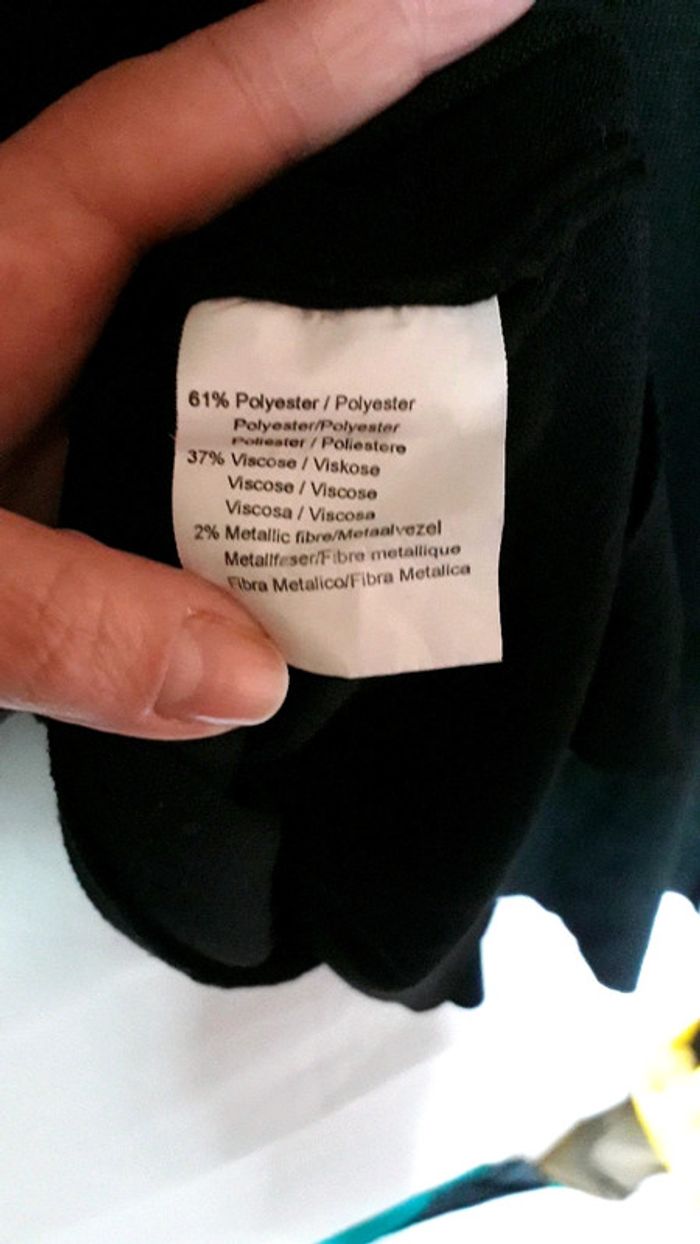 61% Polyester / Polyester
Polyester/Polyester
Poliester / Poliestere
37% Viscose / Viskose
Viscose / Viscose
Viscosa / Viscosa
2% Metallic fibre/Metaalvezel
Metallfaser/Fibre metallique
Fibra Metalico/Fibra Metalica